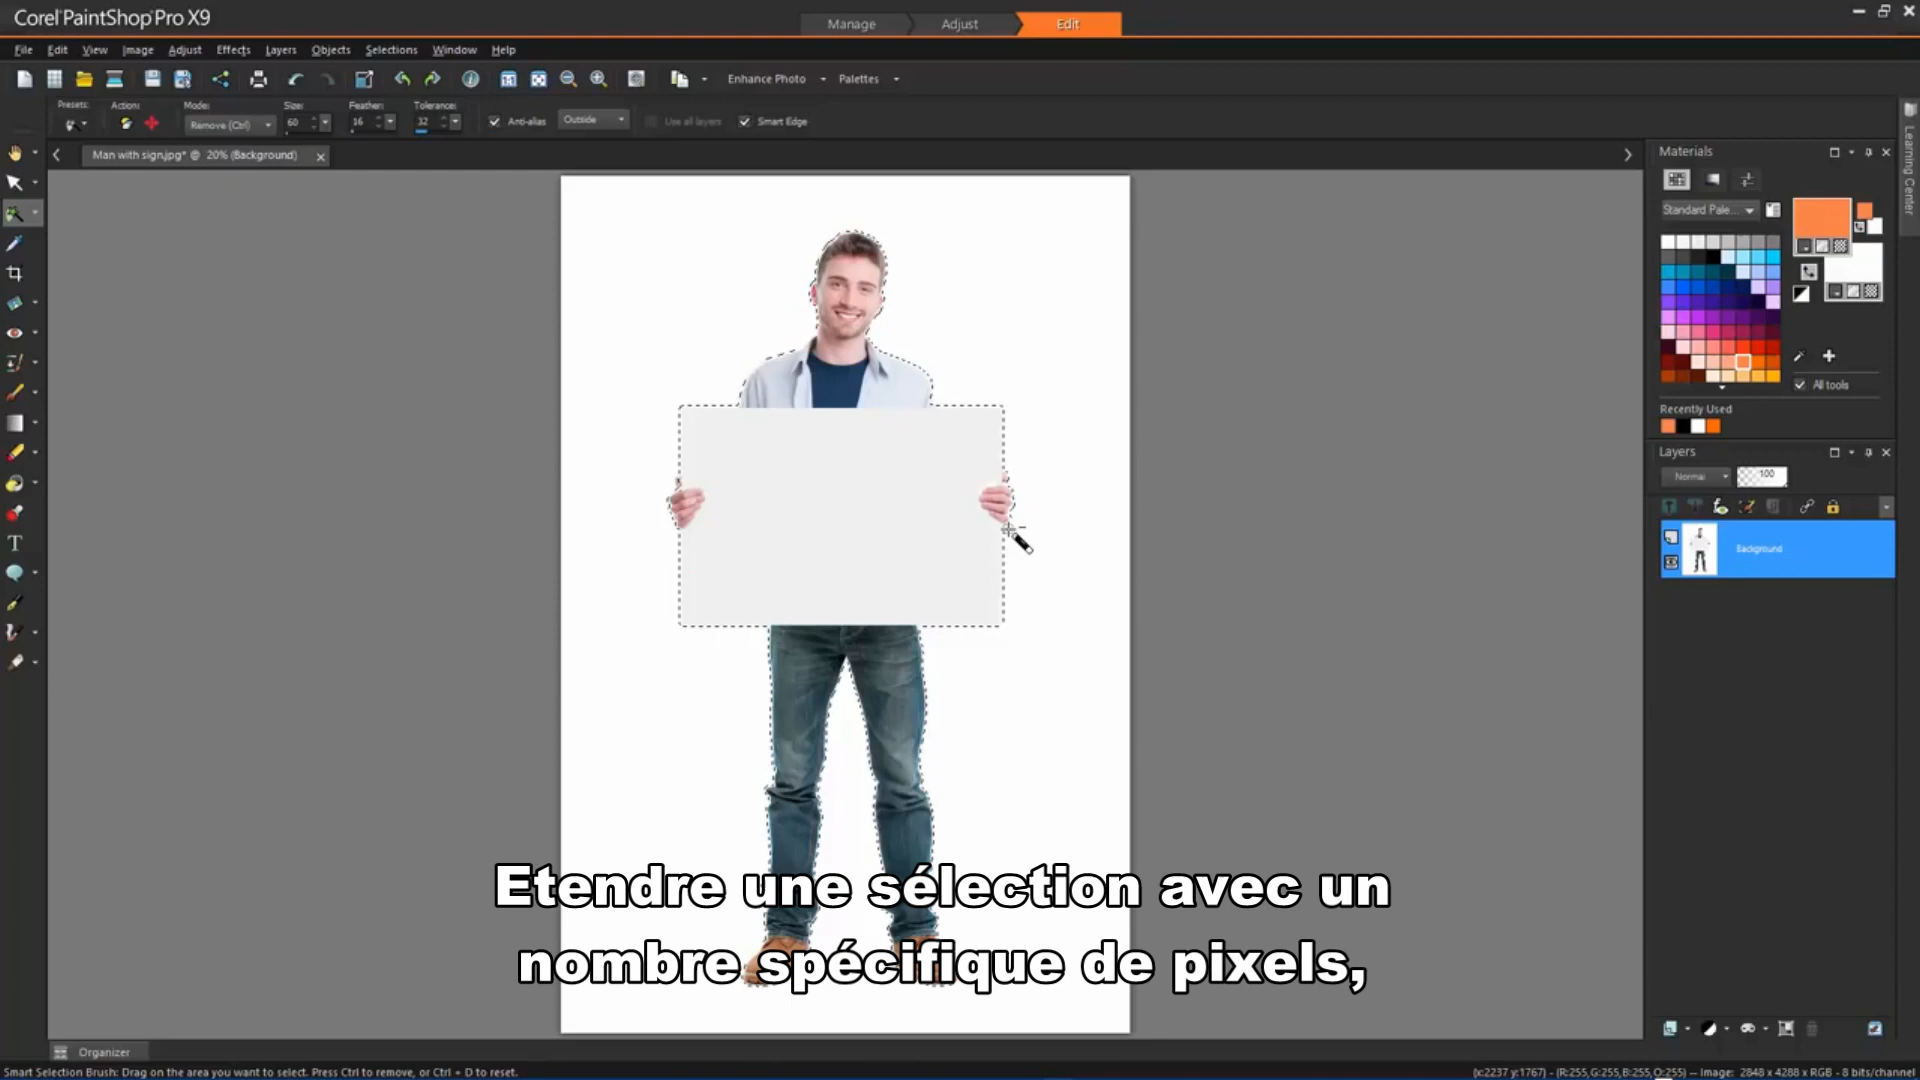 Corel PaintShop Pro X9
Manage
Adjust
Edit
File Edit View Image Adjust Effects Layers Objects Selections Window Help
Enhance Photo
Palettes
Presets:
Action:
Mode:
Size:
Feather:
Tolerance:
Remove (Ctrl)
60
16
32
Anti-alias
Outside
Use all layers
Smart Edge
Man with sign.jpg* @ 20% (Background)
Materials
Learning Center
Standard Pale...
All tools
Recently Used
Layers
Normal
100
Background
Etendre une sélection avec un
nombre spécifique de pixels,
Organizer
Smart Selection Brush: Drag on the area you want to select. Press Ctrl to remove, or Ctrl + D to reset.
(x:2237 y:1767) - (R:255,G:255,B:255,O:255) -- Image: 2848 x 4288 x RGB - 8 bits/channel